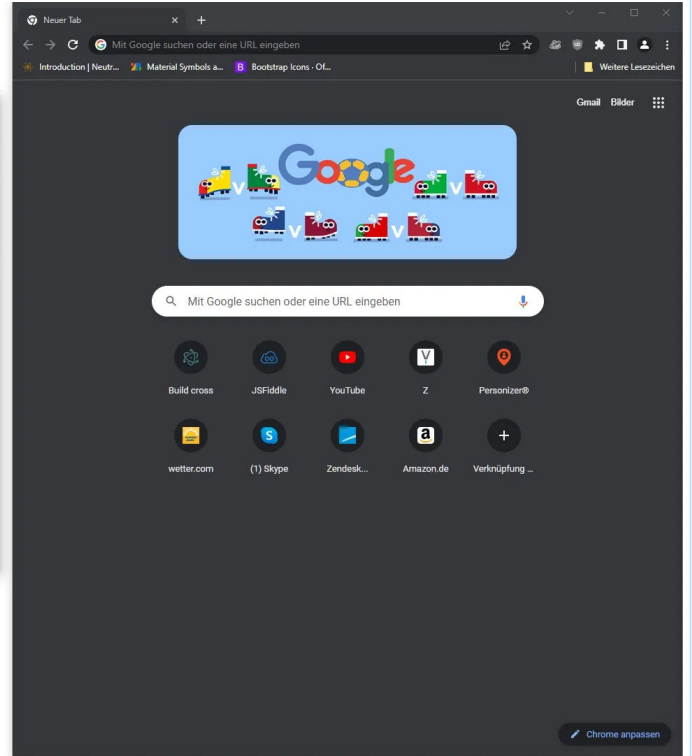 Neuer Tab
Mit Google suchen oder eine URL eingeben
Introduction | Neutr... Material Symbols a... B Bootstrap Icons · Of... Weitere Lesezeichen
Gmail Bilder
Google
v v
v v
Mit Google suchen oder eine URL eingeben
Build cross JSFiddle YouTube Z Personizer®
wetter.com (1) Skype Zendesk... Amazon.de Verknüpfung ...
Chrome anpassen